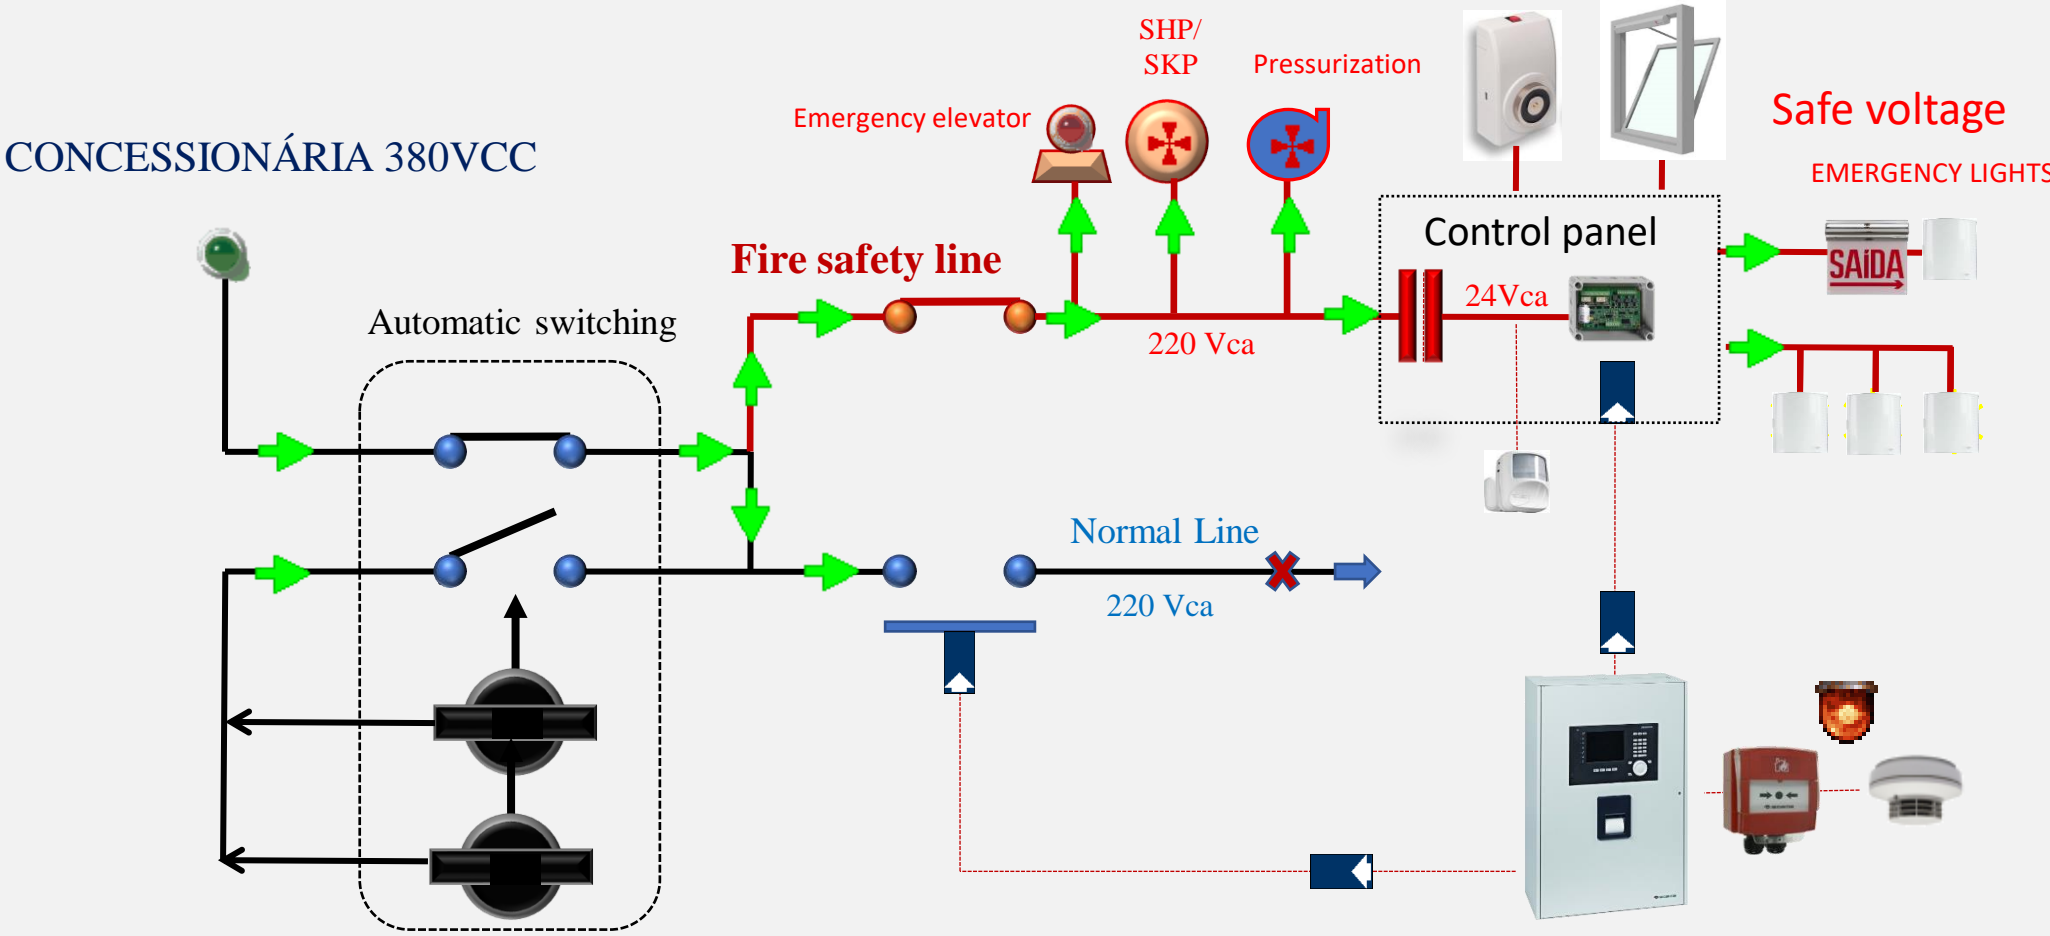 SHP/
SKP
Pressurization
Emergency elevator
Safe voltage
EMERGENCY LIGHTS
CONCESSIONÁRIA 380VCC
Control panel
Fire safety line
SAÍDA
24Vca
Automatic switching
220 Vca
Normal Line
220 Vca